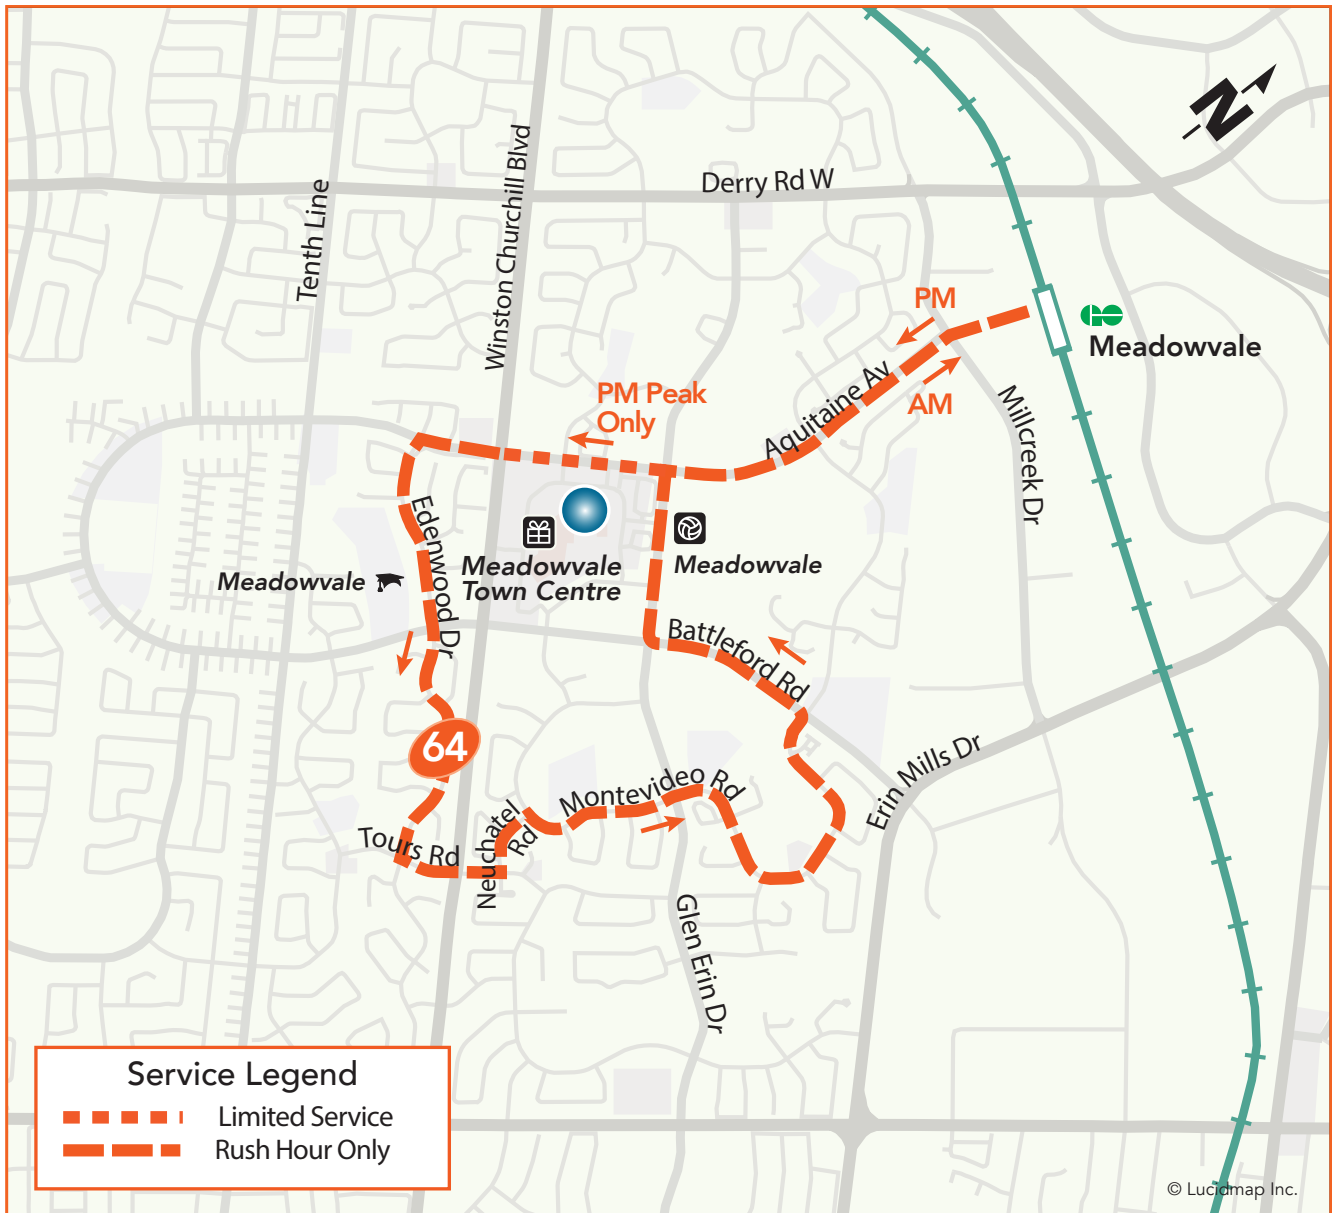 N
Derry Rd W
Tenth Line
Winston Churchill Blvd
PM
Meadowvale
AM
PM Peak
Only
Aquitaine Av
Millcreek Dr
Edenwood Dr
Meadowvale
Town Centre
Meadowvale
Meadowvale
Battleford Rd
64
Erin Mills Dr
Montevideo Rd
Neuchatel
Rd
Tours Rd
Glen Erin Dr
Service Legend
Limited Service
Rush Hour Only
© Lucidmap Inc.